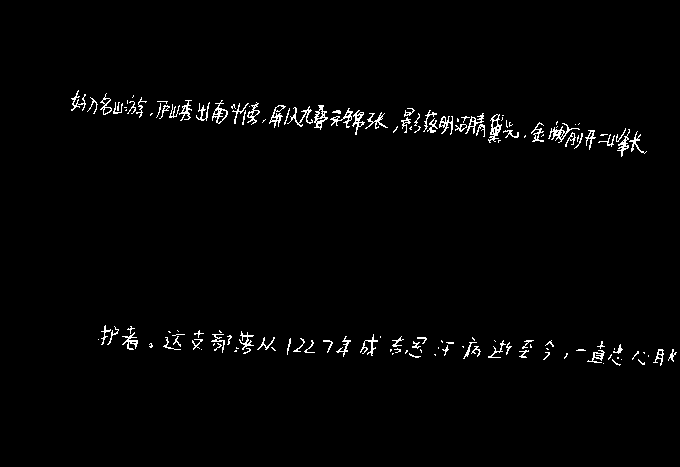 好入名山游，庐山秀出南斗傍，屏风九叠云锦张，影落明湖青黛光，金阙前开二峰长
护者。这支部落从1227年成吉思汗病逝至今，一直忠心耿